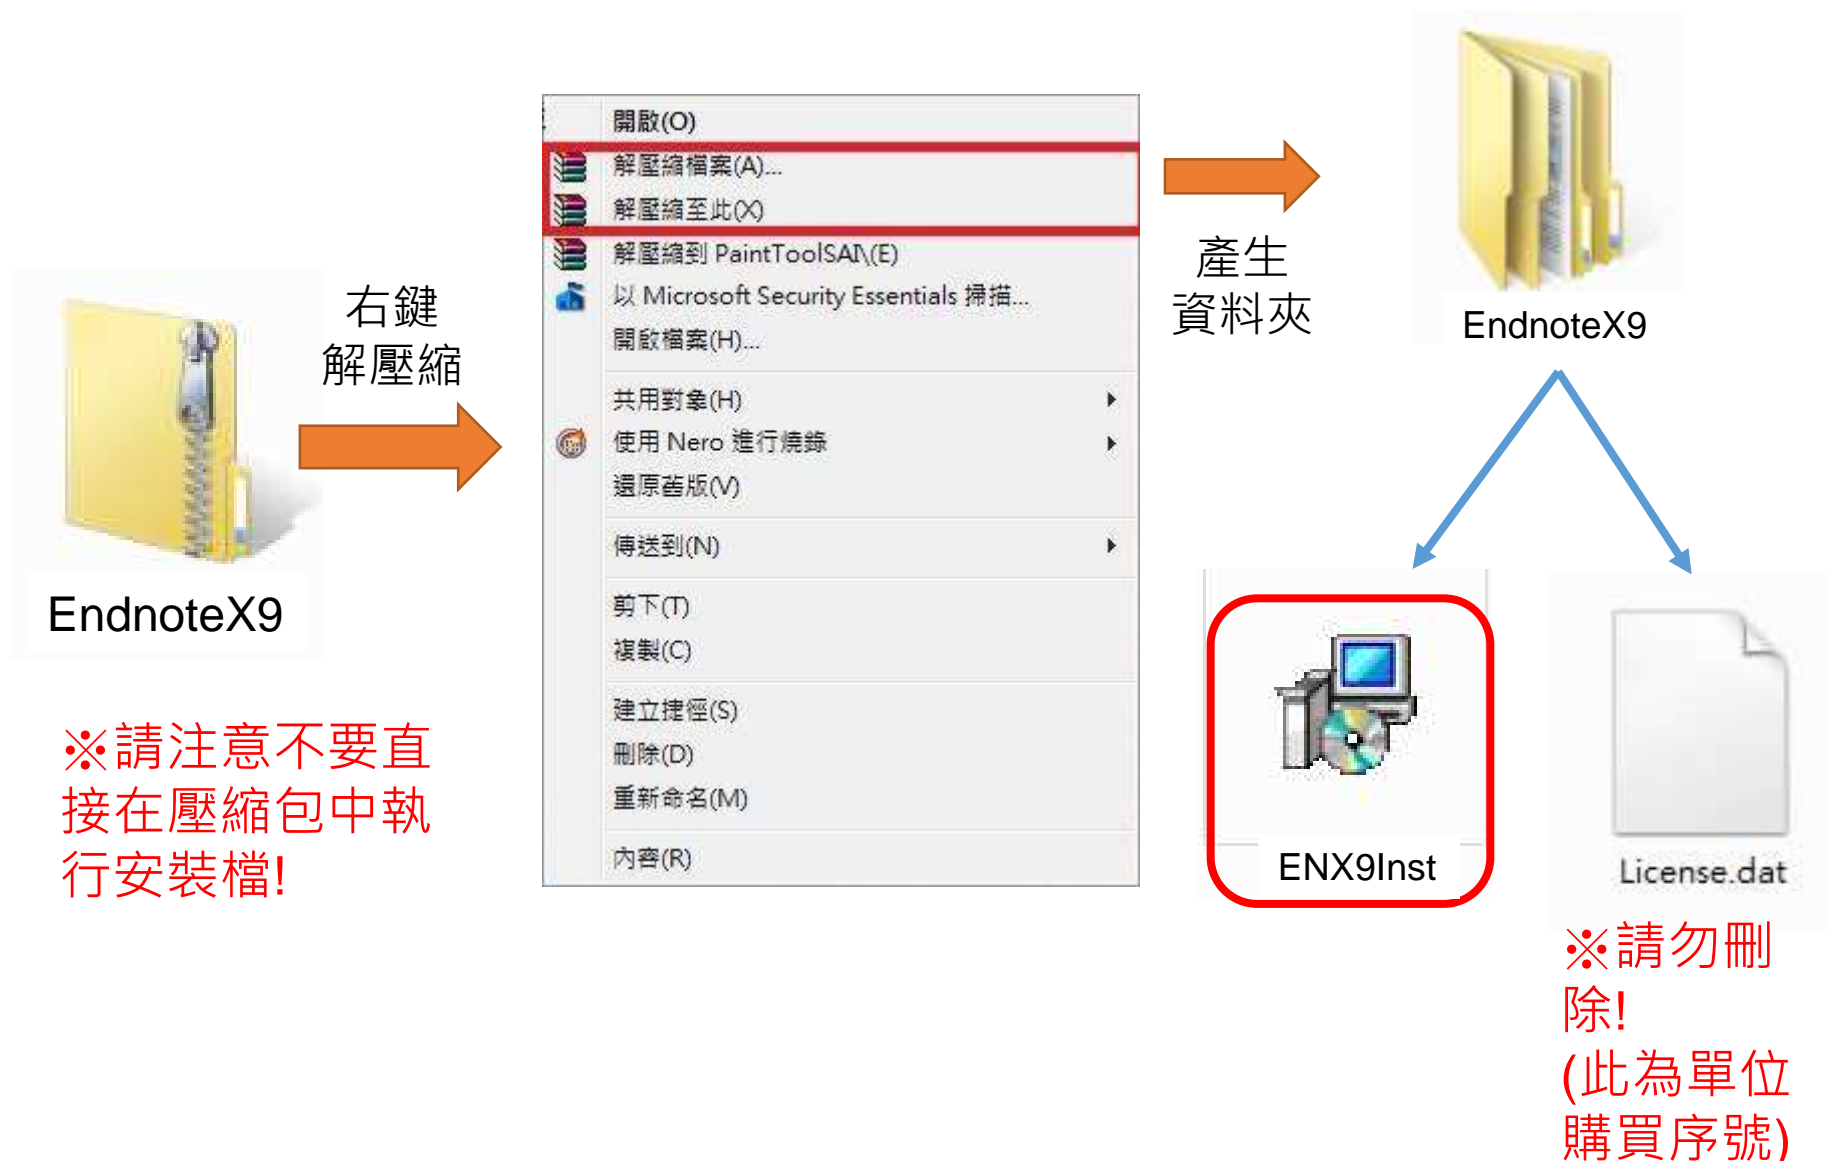 EndnoteX9
※請注意不要直
接在壓縮包中執
行安裝檔!
右鍵
解壓縮
開啟(O)
解壓縮檔案(A)...
解壓縮至此(X)
解壓縮到 PaintToolSAI\(E)
以 Microsoft Security Essentials 掃描...
開啟檔案(H)...
共用對象(H)
使用 Nero 進行燒錄
還原舊版(V)
傳送到(N)
剪下(T)
複製(C)
建立捷徑(S)
刪除(D)
重新命名(M)
內容(R)
產生
資料夾
EndnoteX9
ENX9Inst
License.dat
※請勿刪
除!
(此為單位
購買序號)